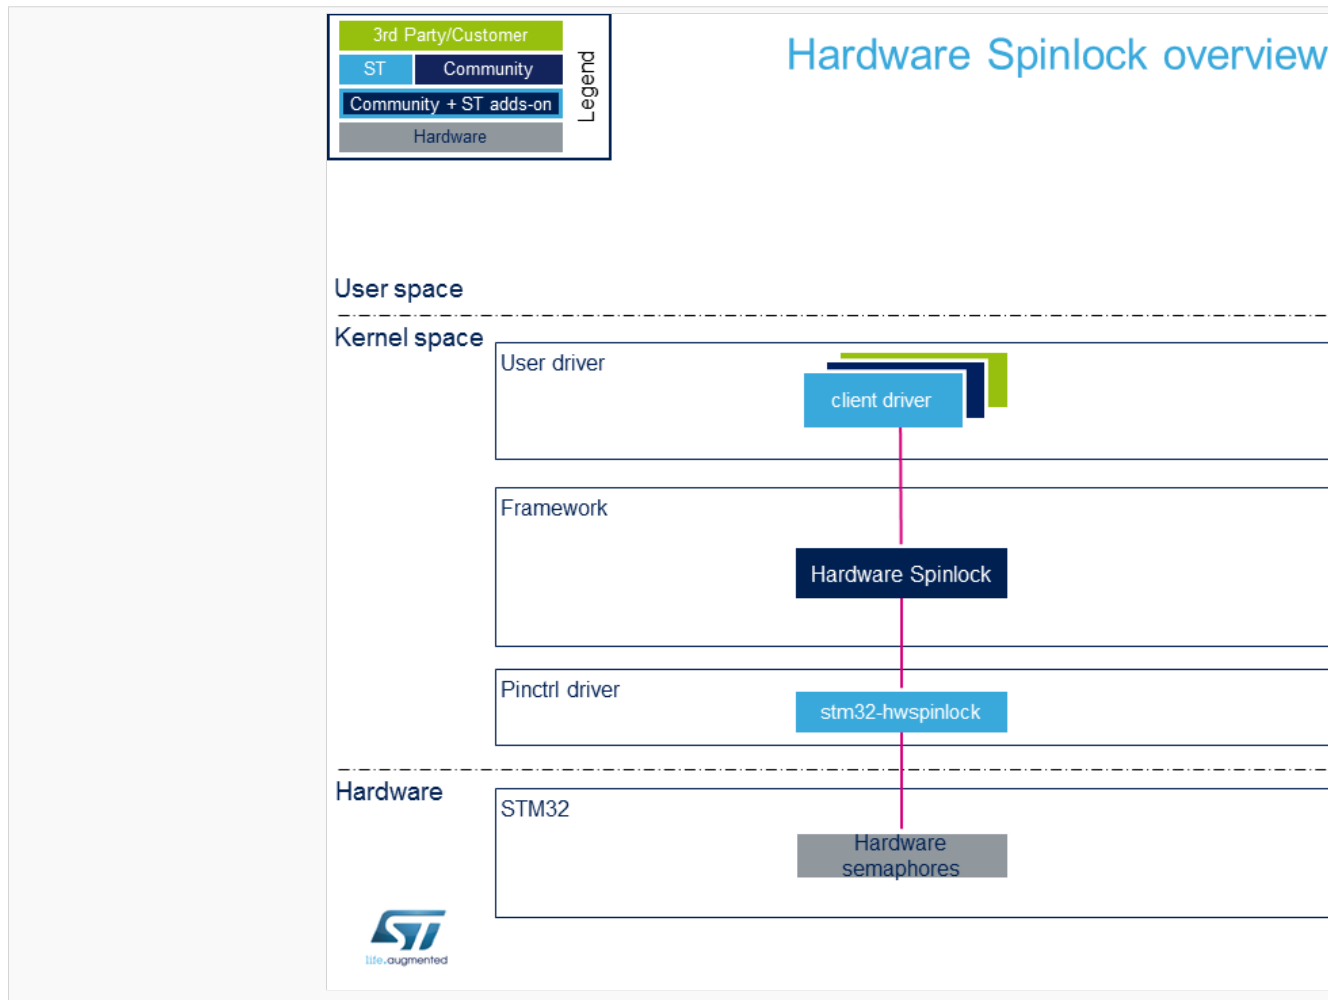 3rd Party/Customer
ST Community
Community + ST adds-on
Hardware
Legend
Hardware Spinlock overview
User space
Kernel space
User driver
client driver
Framework
Hardware Spinlock
Pinctrl driver
stm32-hwspinlock
Hardware
STM32
Hardware
semaphores
ST
life.augmented